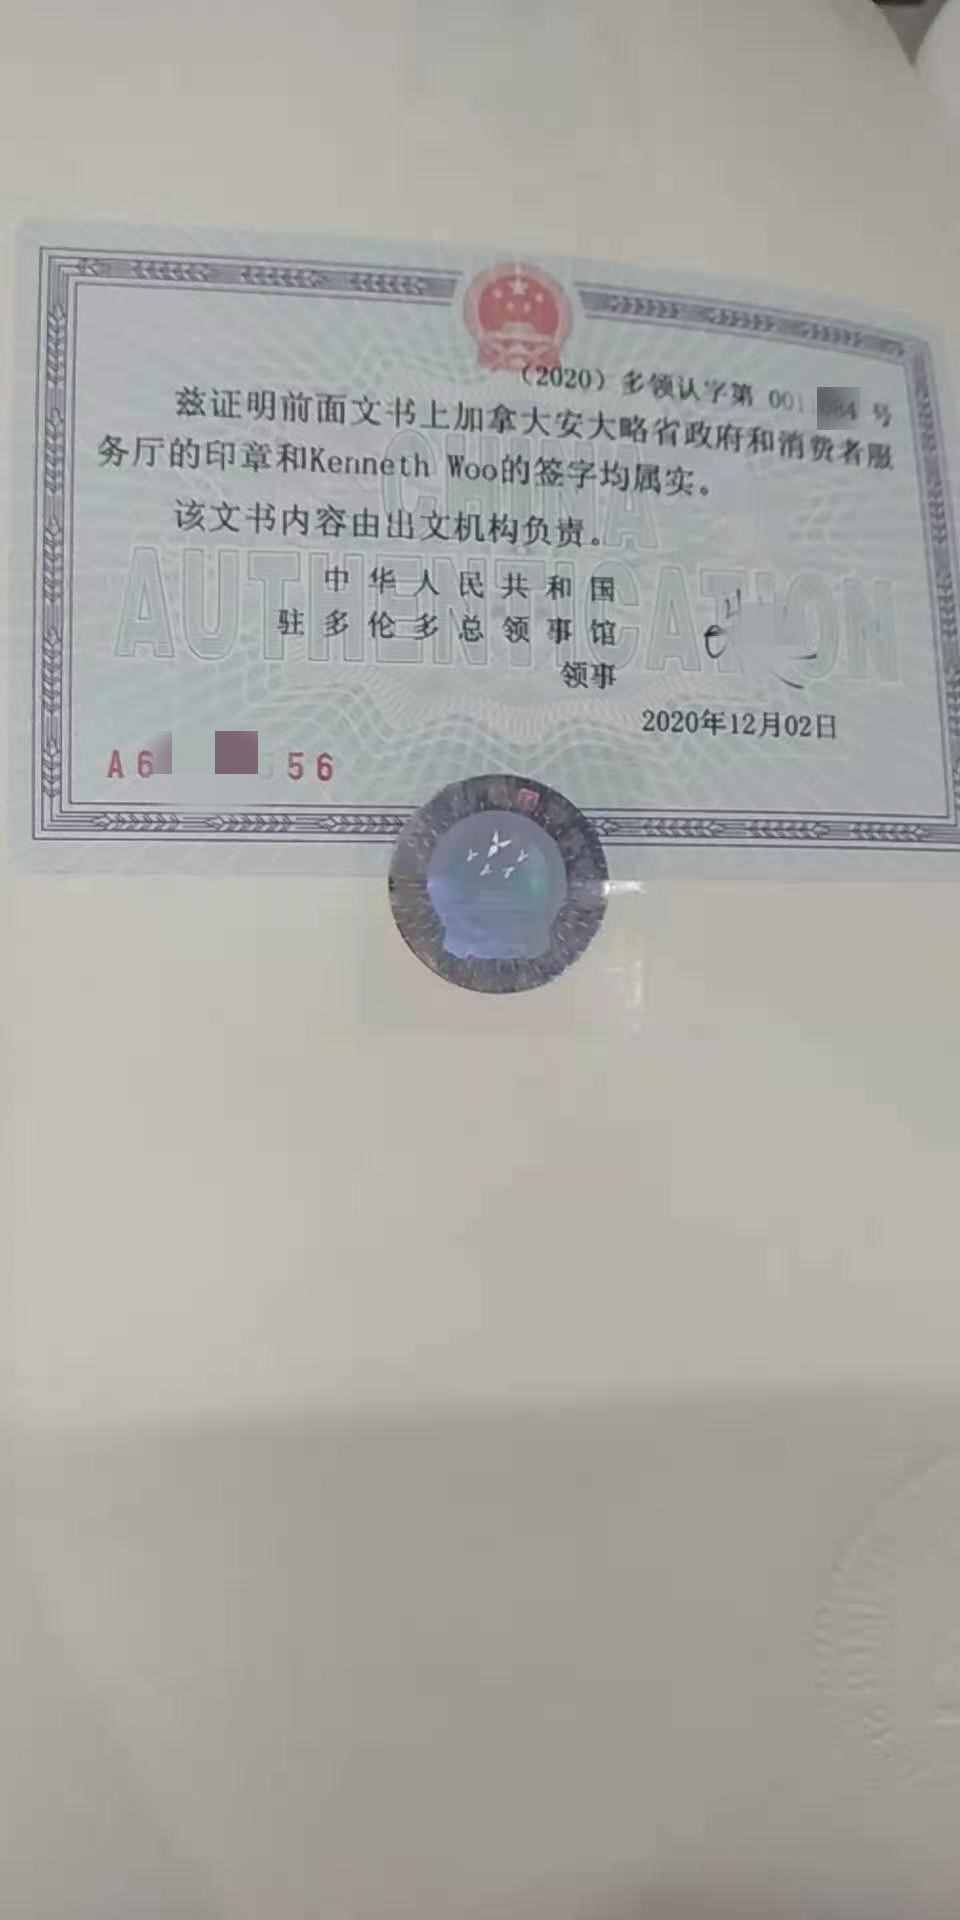 （2020）多领认字第 001 号
兹证明前面文书上加拿大安大略省政府和消费者服
务厅的印章和Kenneth Woo的签字均属实。
该文书内容由出文机构负责。
CHINA
AUTHENTICATION
中华人民共和国
驻多伦多总领事馆
领事
2020年12月02日
A6 56